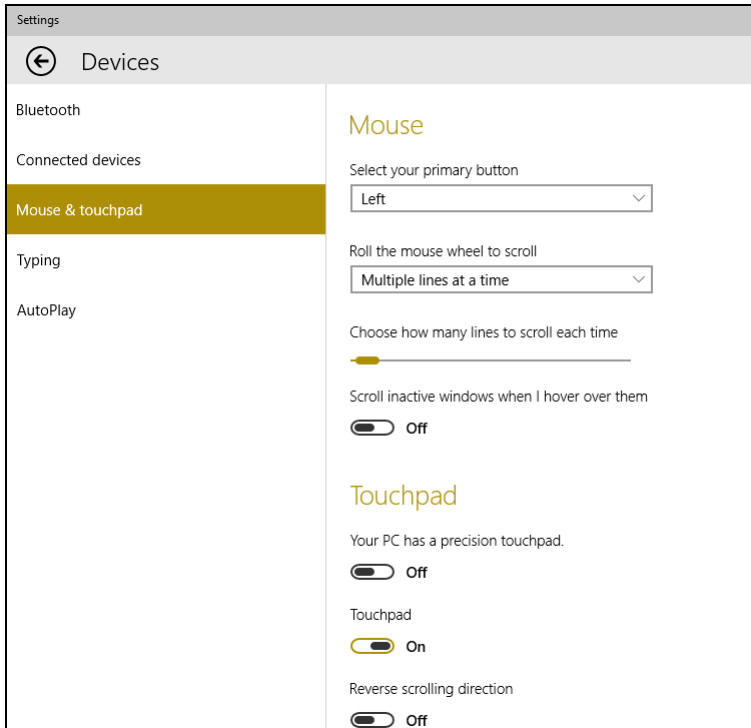 Settings
Devices
Bluetooth
Connected devices
Mouse & touchpad
Typing
AutoPlay
Mouse
Select your primary button
Left
Roll the mouse wheel to scroll
Multiple lines at a time
Choose how many lines to scroll each time
Scroll inactive windows when I hover over them
Off
Touchpad
Your PC has a precision touchpad.
Off
Touchpad
On
Reverse scrolling direction
Off